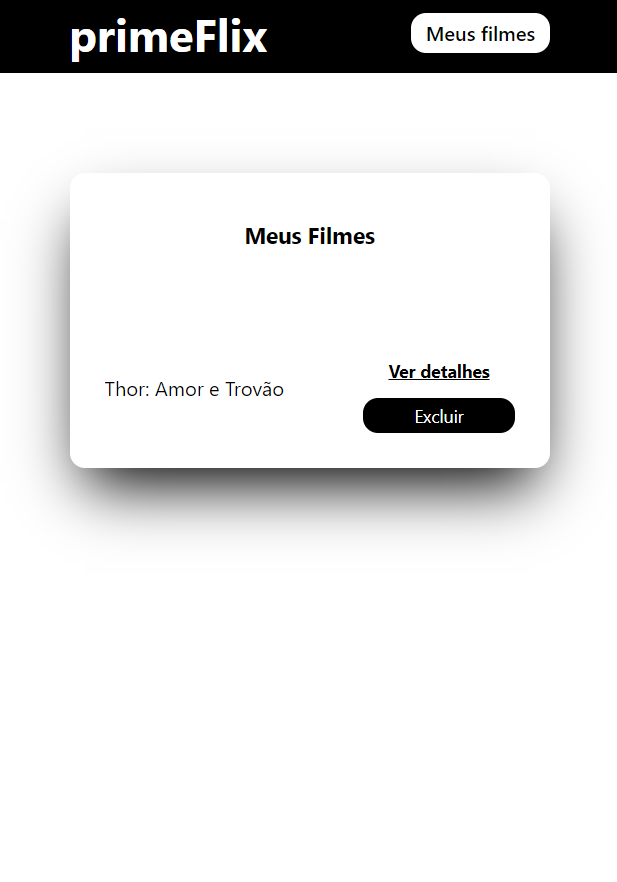 primeFlix
Meus filmes
Meus Filmes
Thor: Amor e Trovão
Ver detalhes
Excluir